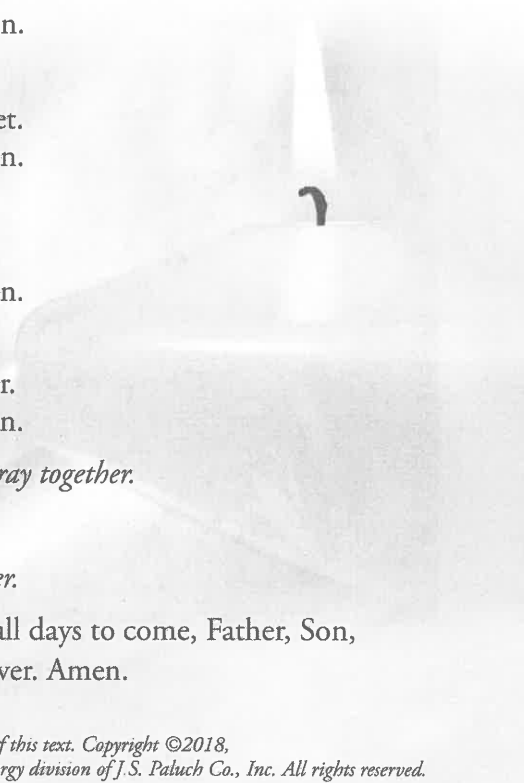 n.
et.
n.
n.
r.
n.
ray together.
er.
all days to come, Father, Son,
ver. Amen.
f this text. Copyright ©2018,
rgy division of J.S. Paluch Co., Inc. All rights reserved.